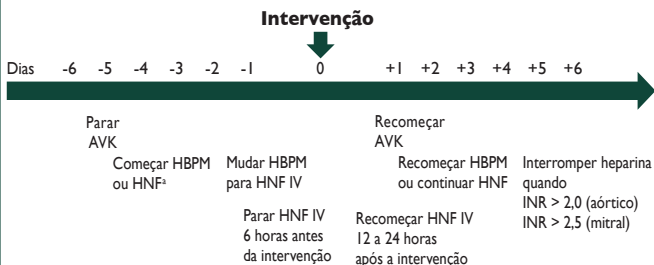 Intervenção
Dias -6 -5 -4 -3 -2 -1 0 +1 +2 +3 +4 +5 +6
Parar
AVK
Começar HBPM
ou HNFª
Mudar HBPM
para HNF IV
Parar HNF IV
6 horas antes
da intervenção
Recomeçar
AVK
Recomeçar HBPM
ou continuar HNF
Recomeçar HNF IV
12 a 24 horas
após a intervenção
Interromper heparina
quando
INR > 2,0 (aórtico)
INR > 2,5 (mitral)